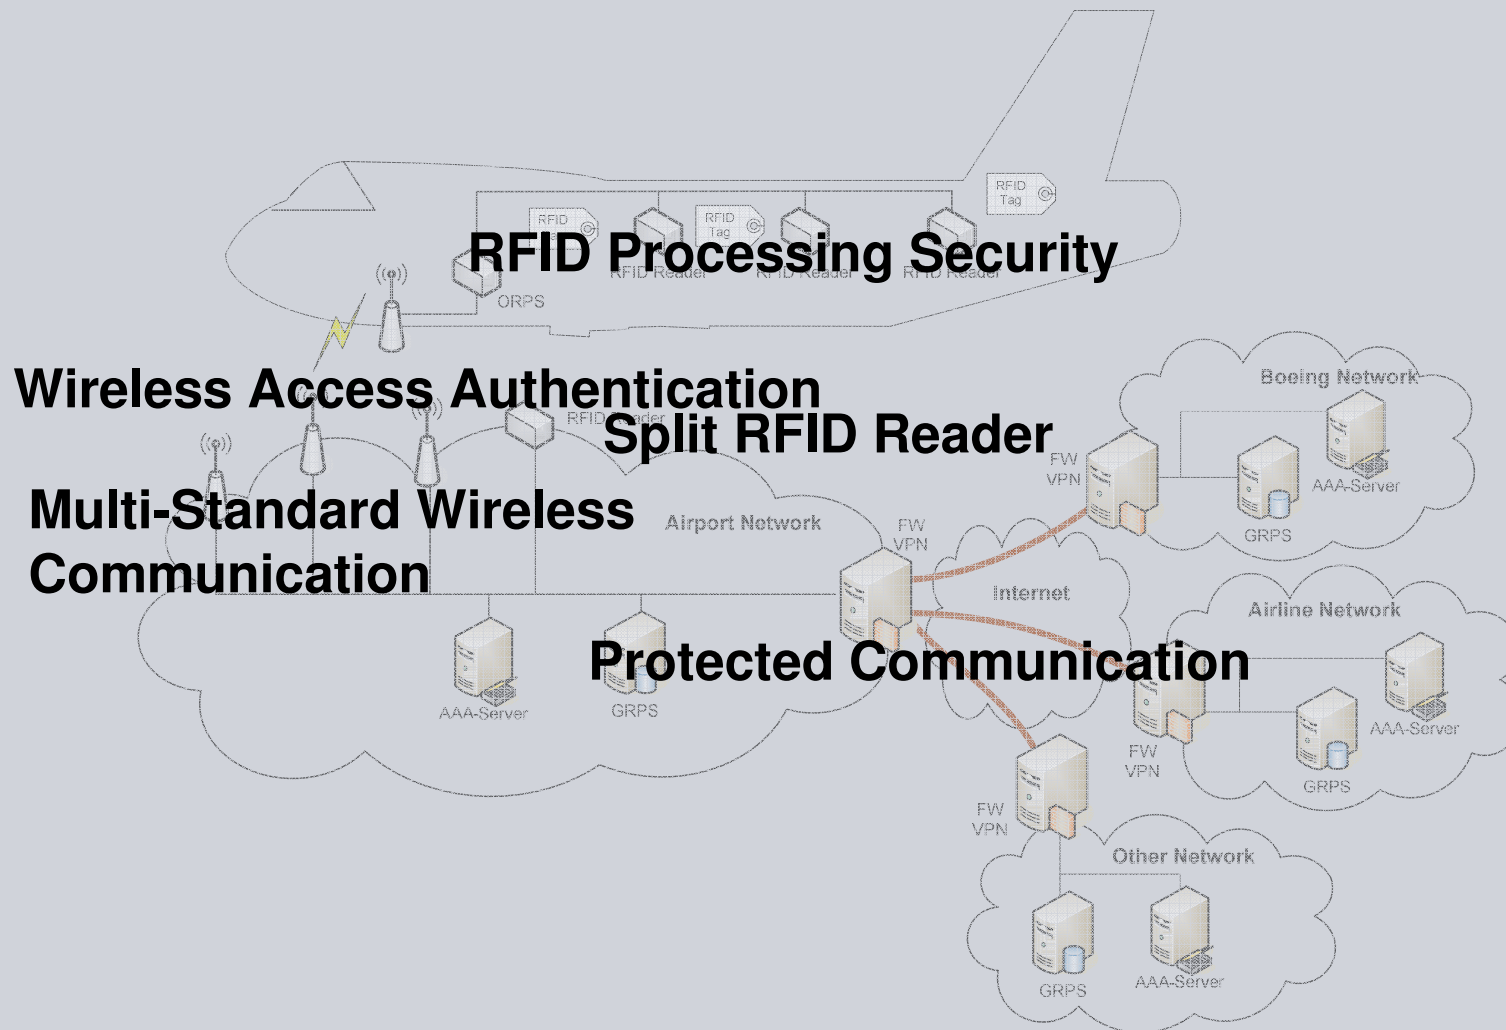 RFID
Tag
RFID
RFID
Tag
RFID Processing Security
RFID Reader
RFID Reader
RFID Reader
ORPS
Wireless Access Authentication
Boeing Network
RFID Reader
Split RFID Reader
FW
VPN
AAA-Server
GRPS
Multi-Standard Wireless
Communication
Airport Network
FW
VPN
Internet
Airline Network
Protected Communication
AAA-Server
GRPS
FW
VPN
AAA-Server
GRPS
FW
VPN
Other Network
GRPS
AAA-Server